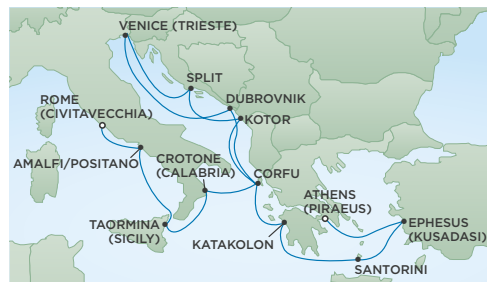 VENICE (TRIESTE)
SPLIT
DUBROVNIK
KOTOR
ROME
(CIVITAVECCHIA)
AMALFI/POSITANO
CROTONE
(CALABRIA)
CORFU
ATHENS
(PIRAEUS)
TAORMINA
(SICILY)
KATAKOLON
EPHESUS
(KUSADASI)
SANTORINI